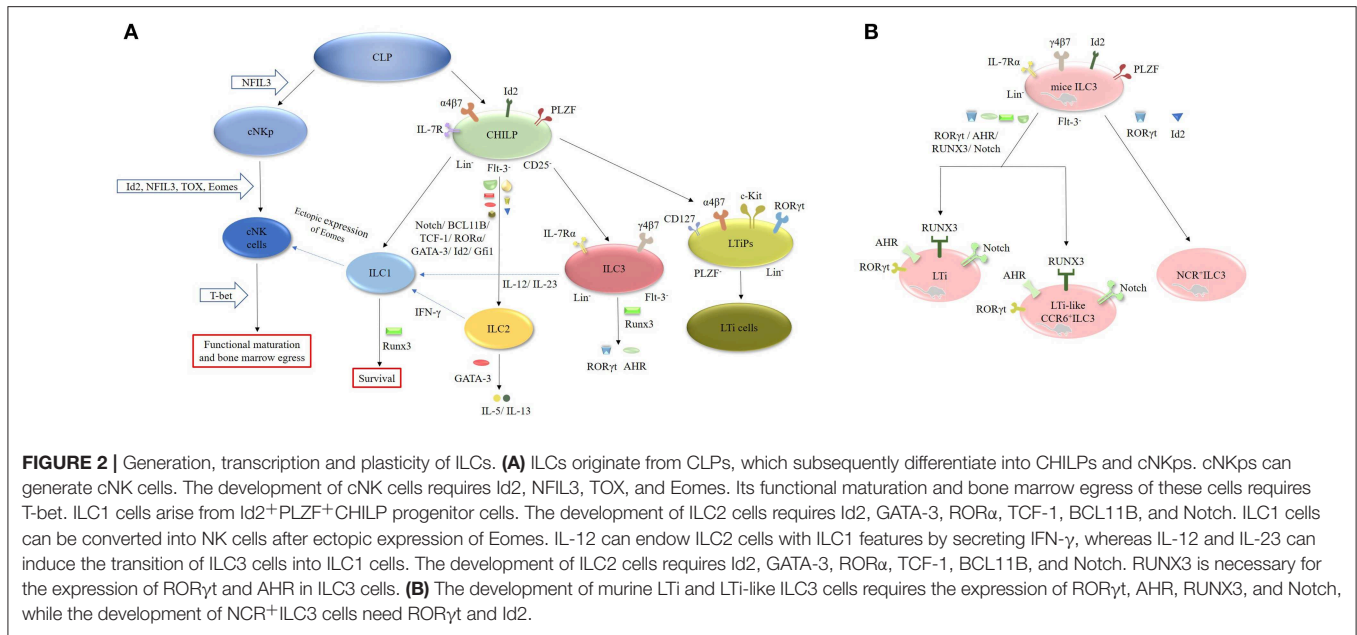 A
CLP
NFIL3
cNKp
Id2, NFIL3, TOX, Eomes
cNK
cells
T-bet
Functional maturation
and bone marrow egress
Ectopic expression
of Eomes
α4β7
Id2
PLZF
IL-7R
CHILP
Lin⁻
Flt-3⁻
CD25⁻
Notch/ BCL11B/
TCF-1/ RORα/
GATA-3/ Id2/ Gfi1
ILC1
Runx3
Survival
IFN-γ
IL-12/ IL-23
ILC2
GATA-3
IL-5/ IL-13
IL-7Rα
γ4β7
ILC3
Lin⁻
Flt-3⁻
Runx3
RORγt
AHR
CD127
α4β7
c-Kit
RORγt
LTiPs
PLZF⁻
Lin⁻
LTi cells
B
IL-7Rα
γ4β7
Id2
PLZF
mice ILC3
Lin⁻
Flt-3⁻
RORγt / AHR/
RUNX3/ Notch
RORγt
Id2
RUNX3
AHR
Notch
RORγt
LTi
RUNX3
AHR
Notch
RORγt
LTi-like
CCR6⁺ILC3
NCR⁺ILC3
FIGURE 2 | Generation, transcription and plasticity of ILCs. (A) ILCs originate from CLPs, which subsequently differentiate into CHILPs and cNKps. cNKps can
generate cNK cells. The development of cNK cells requires Id2, NFIL3, TOX, and Eomes. Its functional maturation and bone marrow egress of these cells requires
T-bet. ILC1 cells arise from Id2⁺PLZF⁺CHILP progenitor cells. The development of ILC2 cells requires Id2, GATA-3, RORα, TCF-1, BCL11B, and Notch. ILC1 cells
can be converted into NK cells after ectopic expression of Eomes. IL-12 can endow ILC2 cells with ILC1 features by secreting IFN-γ, whereas IL-12 and IL-23 can
induce the transition of ILC3 cells into ILC1 cells. The development of ILC2 cells requires Id2, GATA-3, RORα, TCF-1, BCL11B, and Notch. RUNX3 is necessary for
the expression of RORγt and AHR in ILC3 cells. (B) The development of murine LTi and LTi-like ILC3 cells requires the expression of RORγt, AHR, RUNX3, and Notch,
while the development of NCR⁺ILC3 cells need RORγt and Id2.